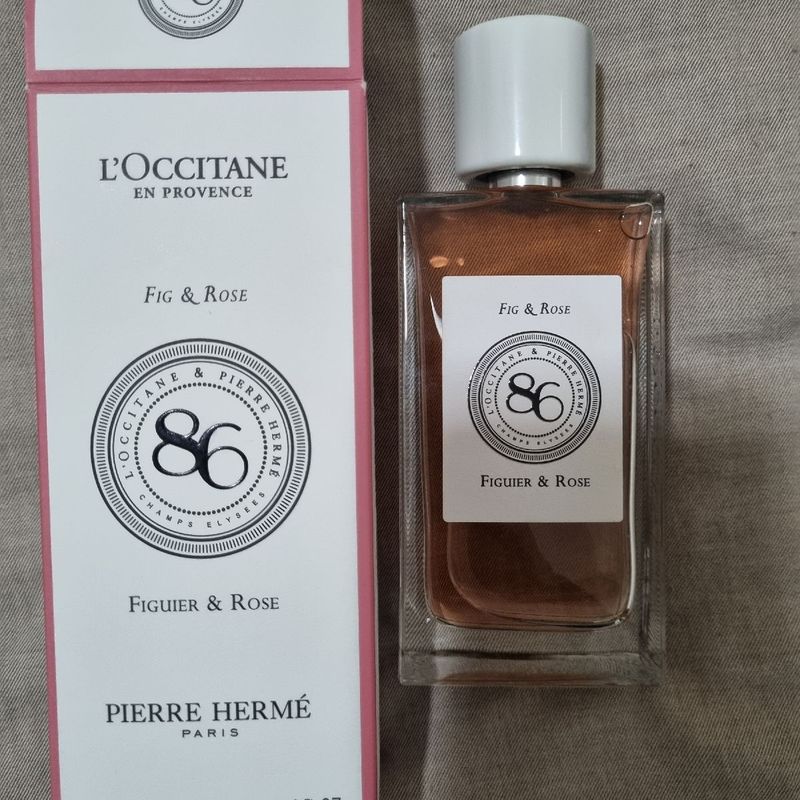 L'OCCITANE
EN PROVENCE
FIG & ROSE
L'OCCITANE & PIERRE HERMÉ
86
CHAMPS ELYSEES
FIGUIER & ROSE
PIERRE HERMÉ
PARIS
FIG & ROSE
L'OCCITANE & PIERRE HERMÉ
86
CHAMPS ELYSEES
FIGUIER & ROSE